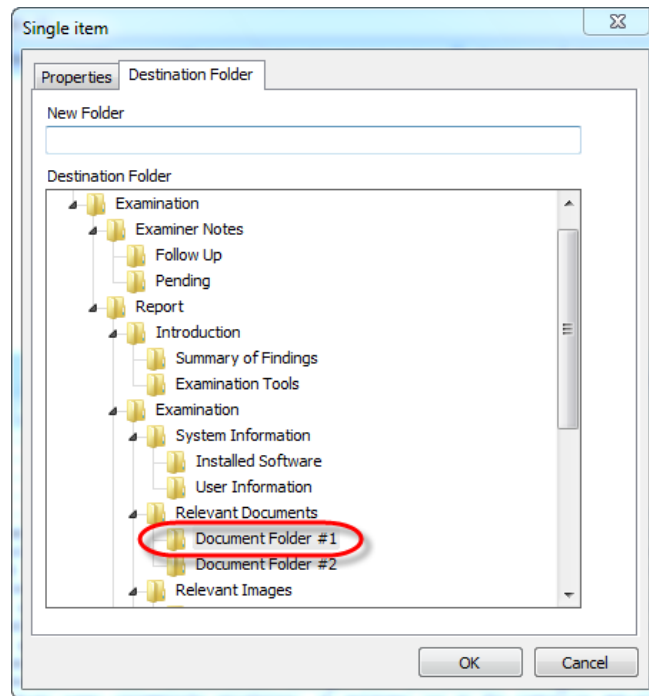 Single item
Properties Destination Folder
New Folder
Destination Folder
Examination
Examiner Notes
Follow Up
Pending
Report
Introduction
Summary of Findings
Examination Tools
Examination
System Information
Installed Software
User Information
Relevant Documents
Document Folder #1
Document Folder #2
Relevant Images
OK Cancel